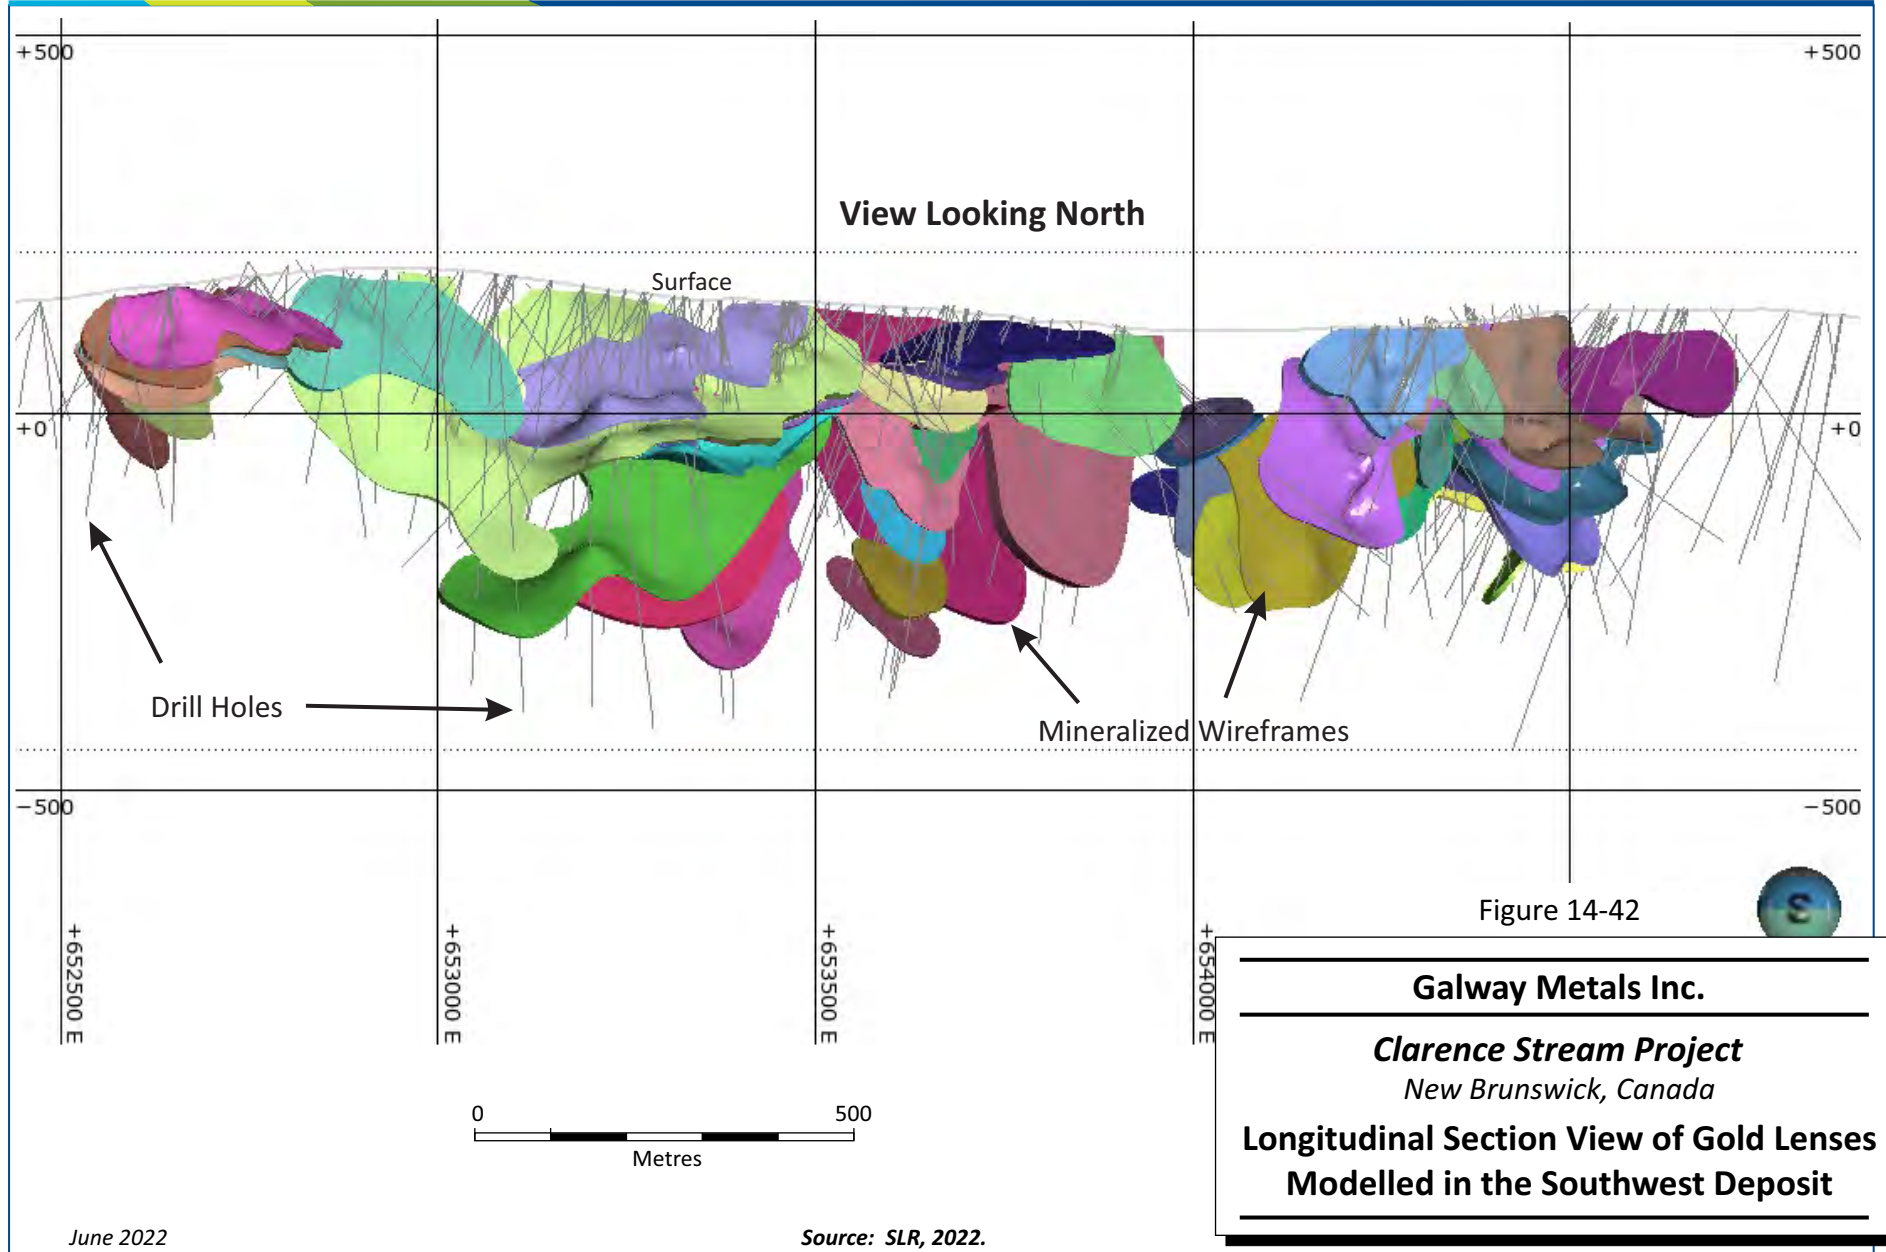 +500
+500
View Looking North
Surface
+0
+0
Drill Holes
Mineralized Wireframes
−500
−500
+652500 E
+653000 E
+653500 E
+654000 E
S
Figure 14-42
Galway Metals Inc.
Clarence Stream Project
New Brunswick, Canada
Longitudinal Section View of Gold Lenses
Modelled in the Southwest Deposit
0
500
Metres
June 2022
Source: SLR, 2022.